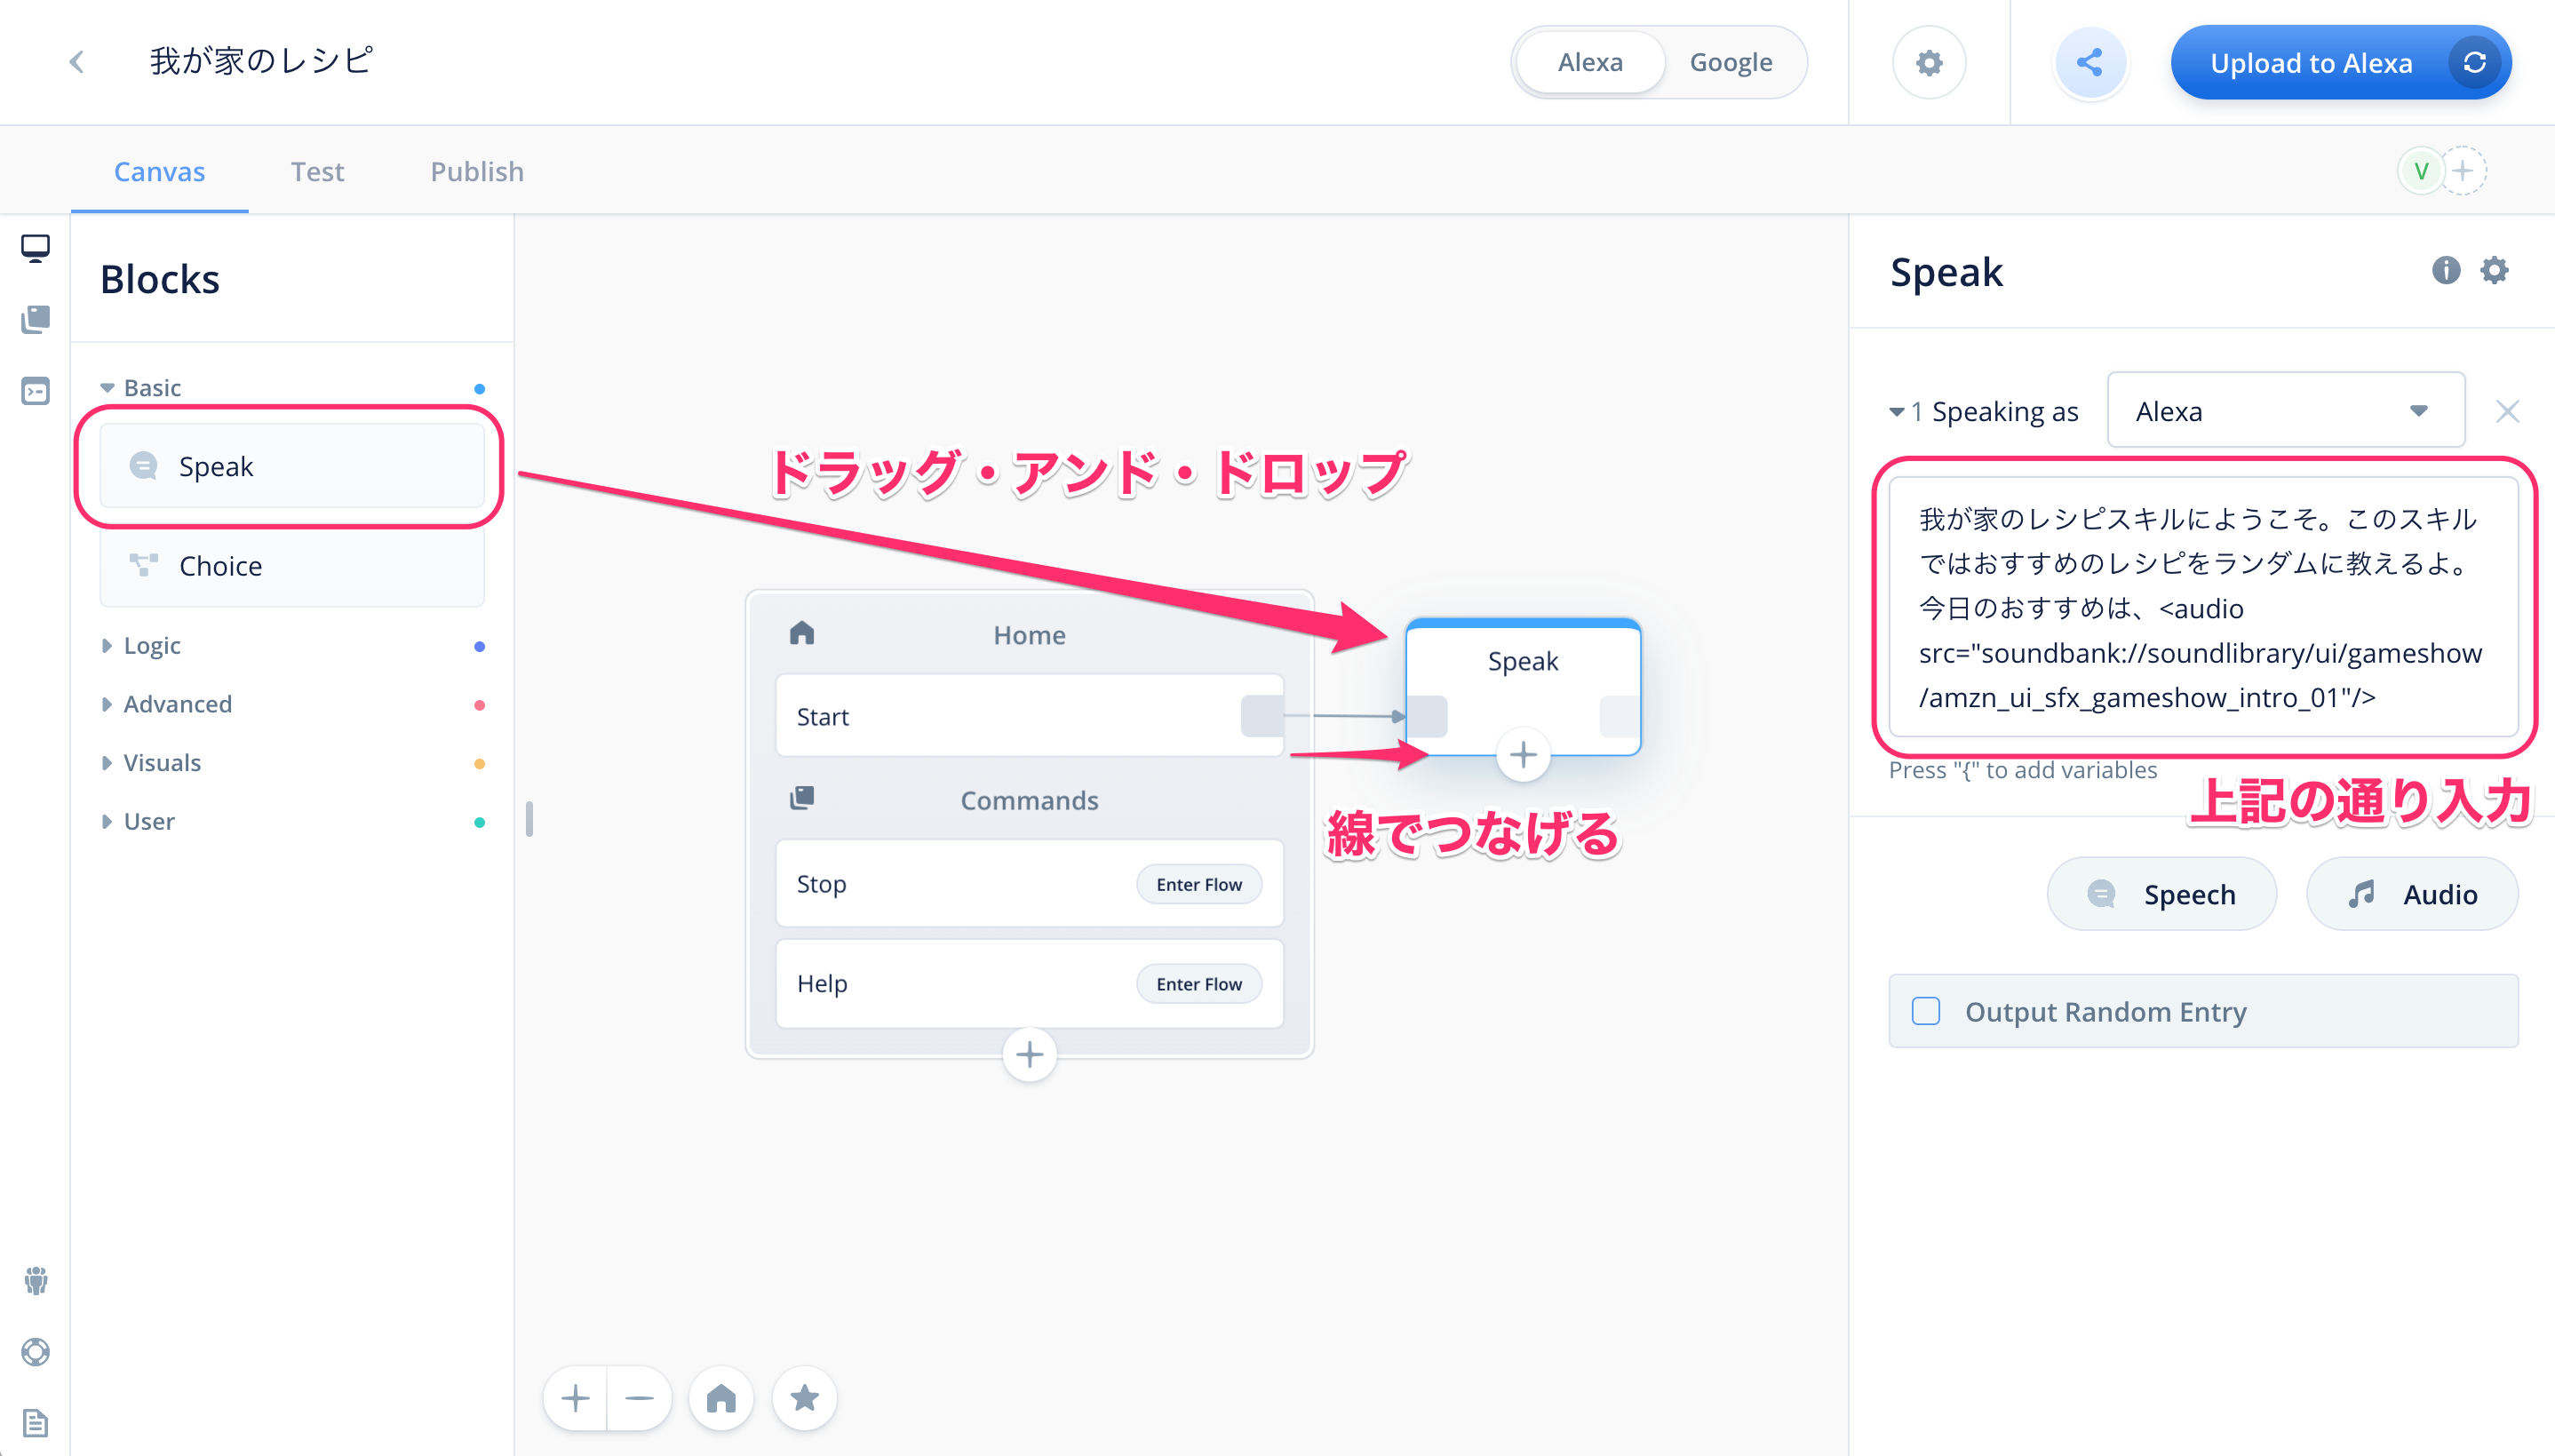 我が家のレシピ
Alexa
Google
Upload to Alexa
Canvas
Test
Publish
V
Blocks
Basic
Speak
Choice
Logic
Advanced
Visuals
User
ドラッグ・アンド・ドロップ
Home
Start
Commands
Stop
Enter Flow
Help
Enter Flow
Speak
線でつなげる
Speak
1 Speaking as
Alexa
我が家のレシピスキルにようこそ。このスキル
ではおすすめのレシピをランダムに教えるよ。
今日のおすすめは、<audio
src="soundbank://soundlibrary/ui/gameshow
/amzn_ui_sfx_gameshow_intro_01"/>
Press "{" to add variables
上記の通り入力
Speech
Audio
Output Random Entry